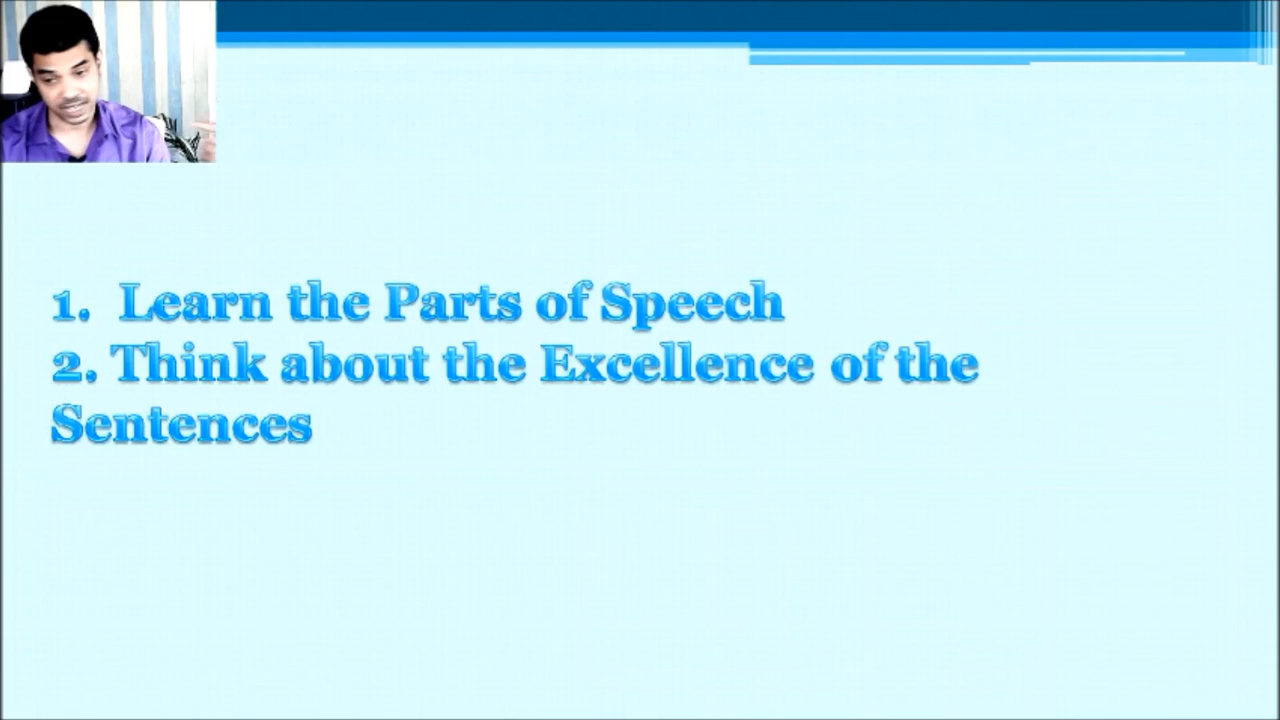 1. Learn the Parts of Speech
2. Think about the Excellence of the
Sentences